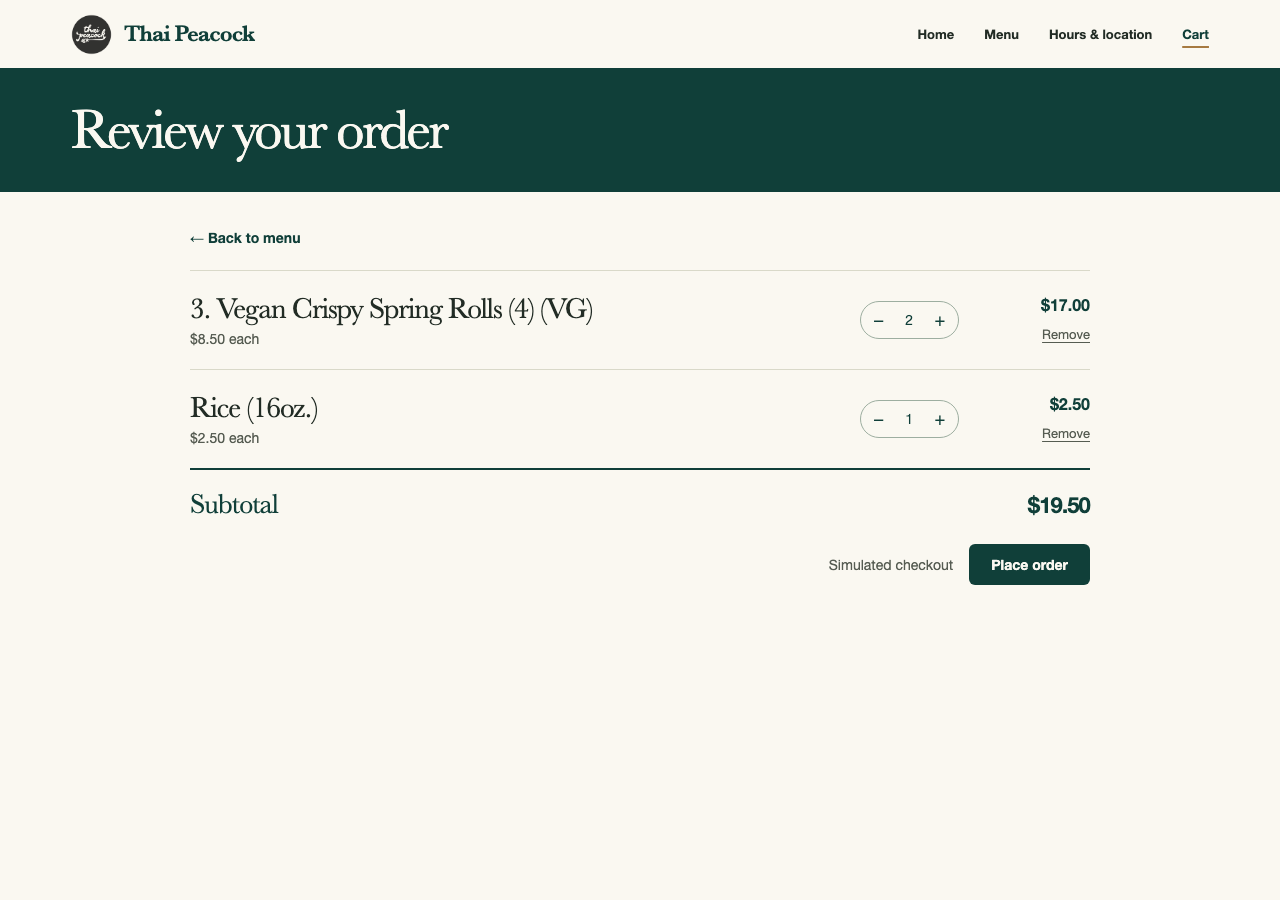 thai
peacock
Thai Peacock
Home
Menu
Hours & location
Cart
Review your order
← Back to menu
3. Vegan Crispy Spring Rolls (4) (VG)
$8.50 each
− 2 +
$17.00
Remove
Rice (16oz.)
$2.50 each
− 1 +
$2.50
Remove
Subtotal
$19.50
Simulated checkout
Place order